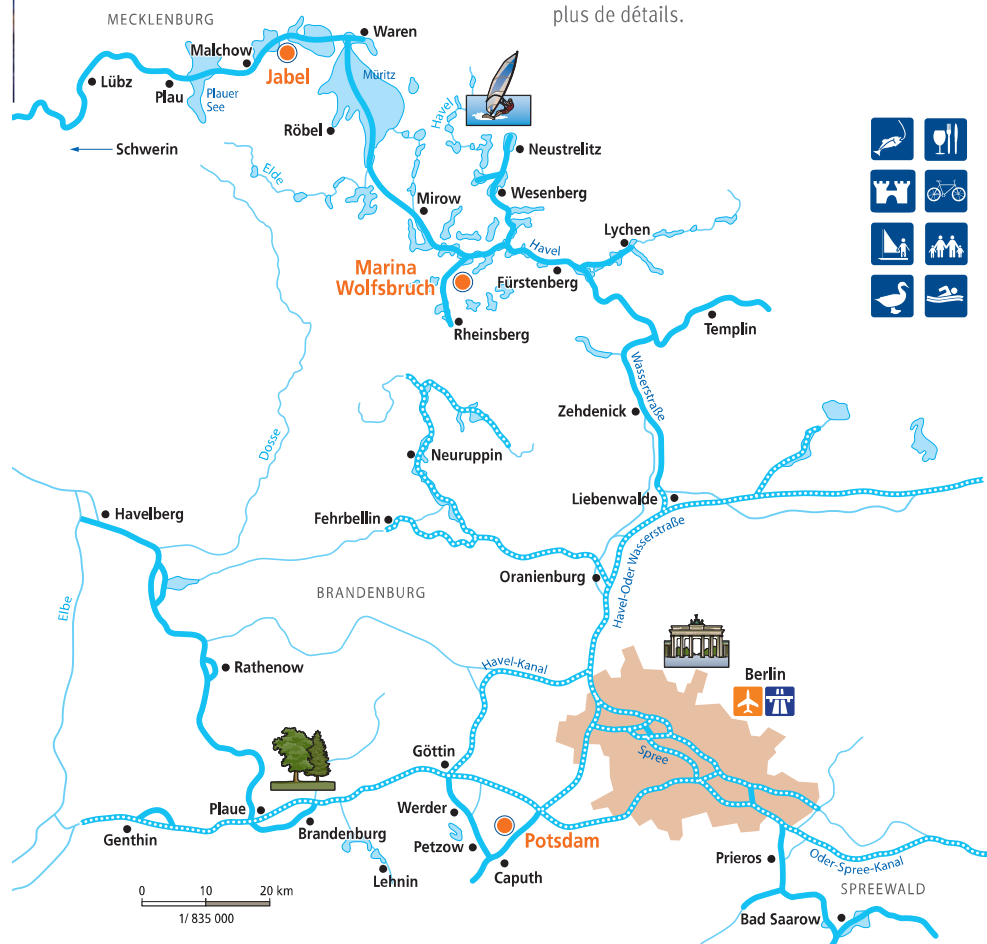 plus de détails.
MECKLENBURG
Waren
Malchow
Jabel
Lübz
Plau
Plauer
See
Müritz
Havel
Röbel
Neustrelitz
Schwerin
Elde
Wesenberg
Mirow
Lychen
Havel
Marina
Wolfsbruch
Fürstenberg
Rheinsberg
Templin
Wasserstraße
Zehdenick
Dosse
Neuruppin
Liebenwalde
Havelberg
Fehrbellin
Havel-Oder Wasserstraße
Oranienburg
BRANDENBURG
Elbe
Rathenow
Havel-Kanal
Berlin
Spree
Göttin
Plaue
Werder
Brandenburg
Genthin
Petzow
Potsdam
Prieros
Oder-Spree-Kanal
Lehnin
Caputh
SPREEWALD
0 10 20 km
1/ 835 000
Bad Saarow